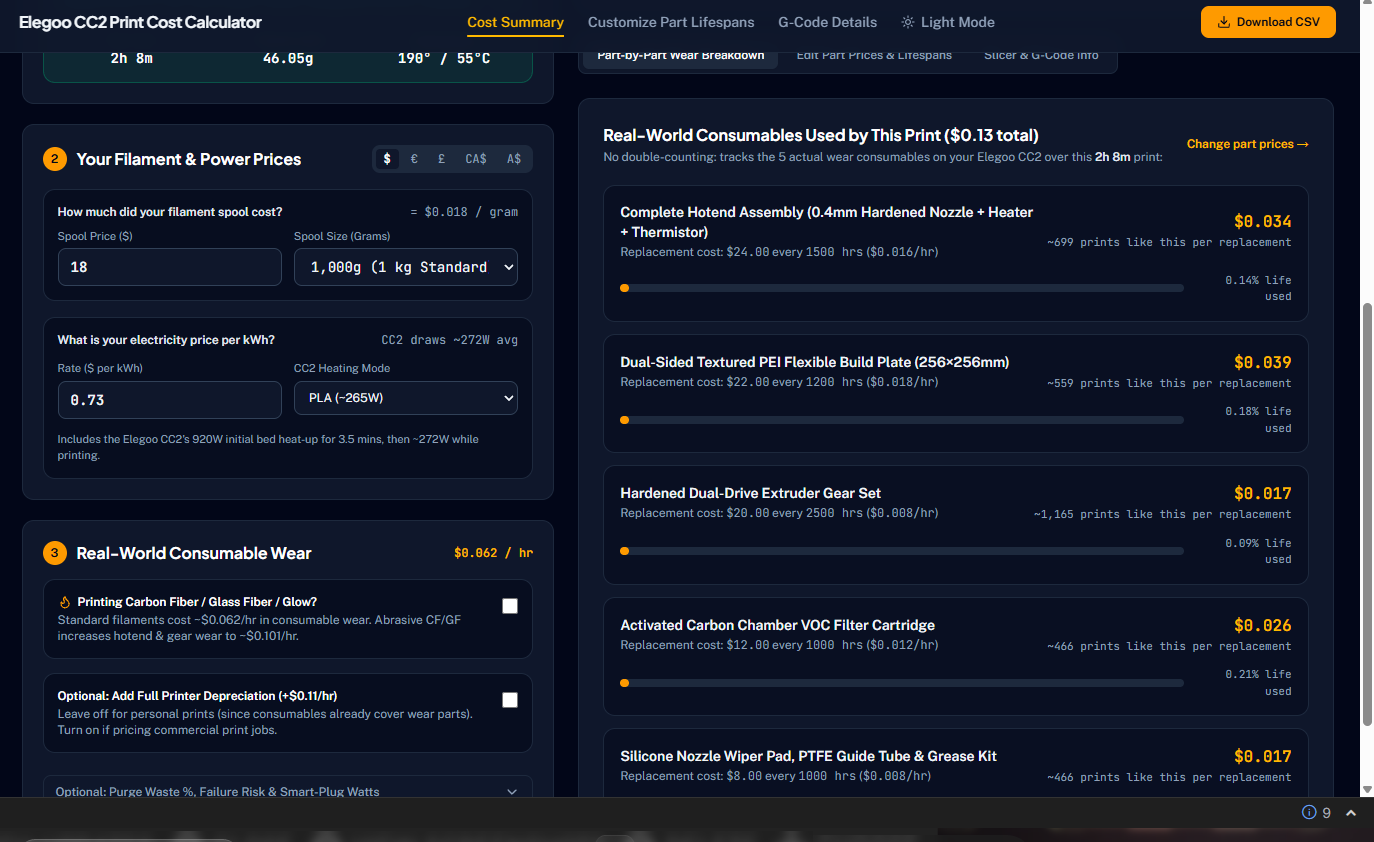 Elegoo CC2 Print Cost Calculator
Cost Summary
Customize Part Lifespans
G-Code Details
Light Mode
Download CSV
2h 8m
46.05g
190° / 55°C
Part-by-Part Wear Breakdown
Edit Part Prices & Lifespans
Slicer & G-Code Info
2
Your Filament & Power Prices
$
€
£
CA$
A$
How much did your filament spool cost?
= $0.018 / gram
Spool Price ($)
Spool Size (Grams)
18
1,000g (1 kg Standard
What is your electricity price per kWh?
CC2 draws ~272W avg
Rate ($ per kWh)
CC2 Heating Mode
0.73
PLA (~265W)
Includes the Elegoo CC2's 920W initial bed heat-up for 3.5 mins, then ~272W while
printing.
3
Real-World Consumable Wear
$0.062 / hr
Printing Carbon Fiber / Glass Fiber / Glow?
Standard filaments cost ~$0.062/hr in consumable wear. Abrasive CF/GF
increases hotend & gear wear to ~$0.101/hr.
Optional: Add Full Printer Depreciation (+$0.11/hr)
Leave off for personal prints (since consumables already cover wear parts).
Turn on if pricing commercial print jobs.
Optional: Purge Waste %, Failure Risk & Smart-Plug Watts
Real-World Consumables Used by This Print ($0.13 total)
No double-counting: tracks the 5 actual wear consumables on your Elegoo CC2 over this 2h 8m print:
Change part prices →
Complete Hotend Assembly (0.4mm Hardened Nozzle + Heater
+ Thermistor)
Replacement cost: $24.00 every 1500 hrs ($0.016/hr)
$0.034
~699 prints like this per replacement
0.14% life
used
Dual-Sided Textured PEI Flexible Build Plate (256×256mm)
Replacement cost: $22.00 every 1200 hrs ($0.018/hr)
$0.039
~559 prints like this per replacement
0.18% life
used
Hardened Dual-Drive Extruder Gear Set
Replacement cost: $20.00 every 2500 hrs ($0.008/hr)
$0.017
~1,165 prints like this per replacement
0.09% life
used
Activated Carbon Chamber VOC Filter Cartridge
Replacement cost: $12.00 every 1000 hrs ($0.012/hr)
$0.026
~466 prints like this per replacement
0.21% life
used
Silicone Nozzle Wiper Pad, PTFE Guide Tube & Grease Kit
Replacement cost: $8.00 every 1000 hrs ($0.008/hr)
$0.017
~466 prints like this per replacement
9